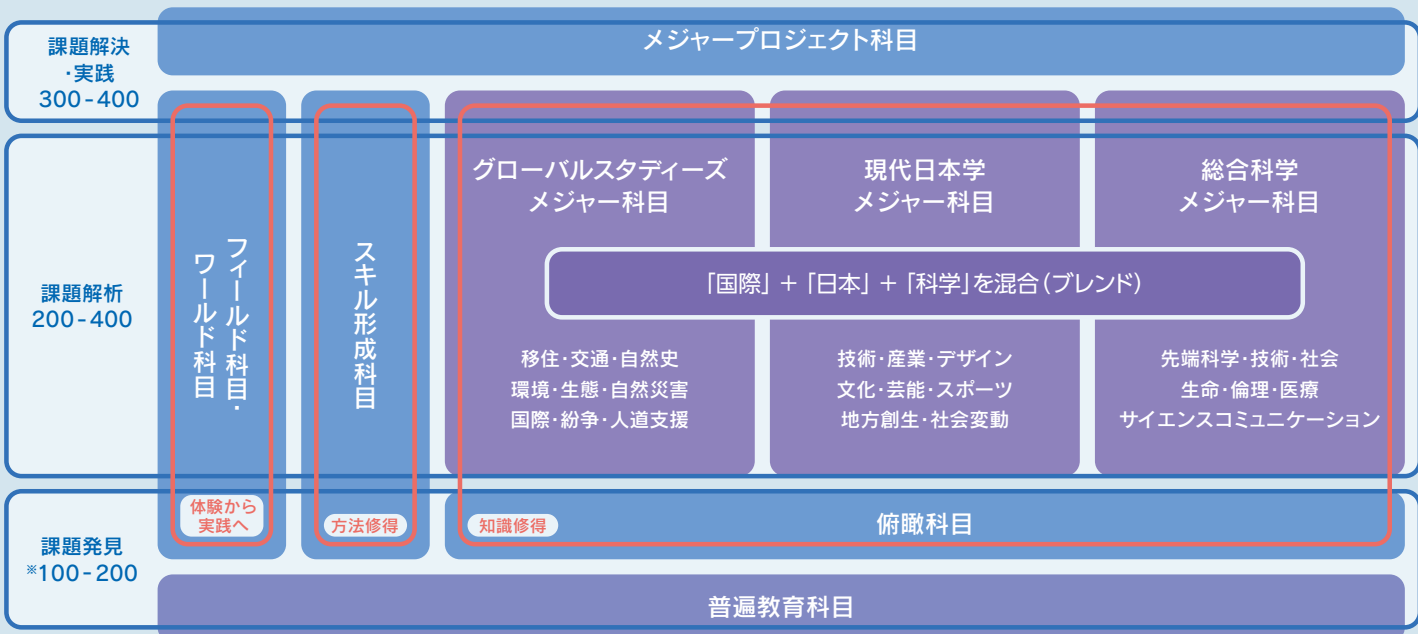 課題解決
・実践
300-400
メジャープロジェクト科目
課題解析
200-400
フィールド科目・
ワールド科目
スキル形成科目
グローバルスタディーズ
メジャー科目
現代日本学
メジャー科目
総合科学
メジャー科目
「国際」+「日本」+「科学」を混合(ブレンド)
移住・交通・自然史
環境・生態・自然災害
国際・紛争・人道支援
技術・産業・デザイン
文化・芸能・スポーツ
地方創生・社会変動
先端科学・技術・社会
生命・倫理・医療
サイエンスコミュニケーション
課題発見
※100-200
体験から
実践へ
方法修得
知識修得
俯瞰科目
普遍教育科目